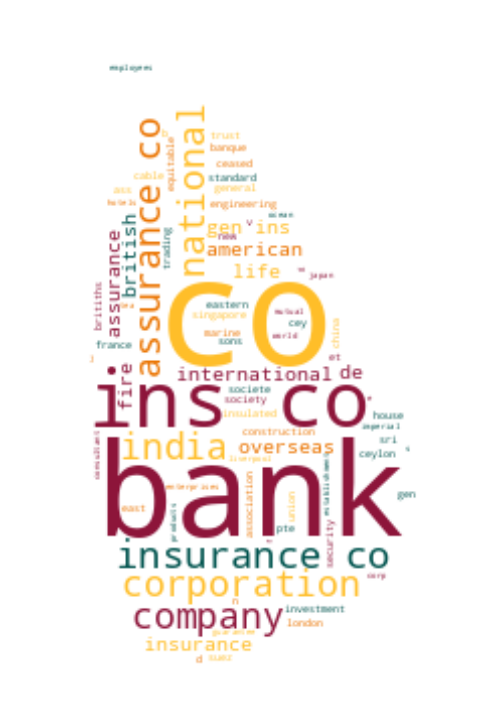 employees
assurance co
national
b
equitable
trust
banque
ceased
cable
standard
ass
general
hotels
engineering
british
ocean
gen
v
ins
new
trading
american
assurance
life
japan
britiths
co
eastern
singapore
mutual
cey
marine
world
sons
china
france
j
et
international
de
fire
societe
society
ins co
insulated
house
imperial
construction
sri
india
overseas
ceylon
s
liverpool
consultant
bank
enterprises
association
union
establishment
gen
east
products
pte
security
insurance co
corp
corporation
n
company
investment
london
guarantee
insurance
d
suez